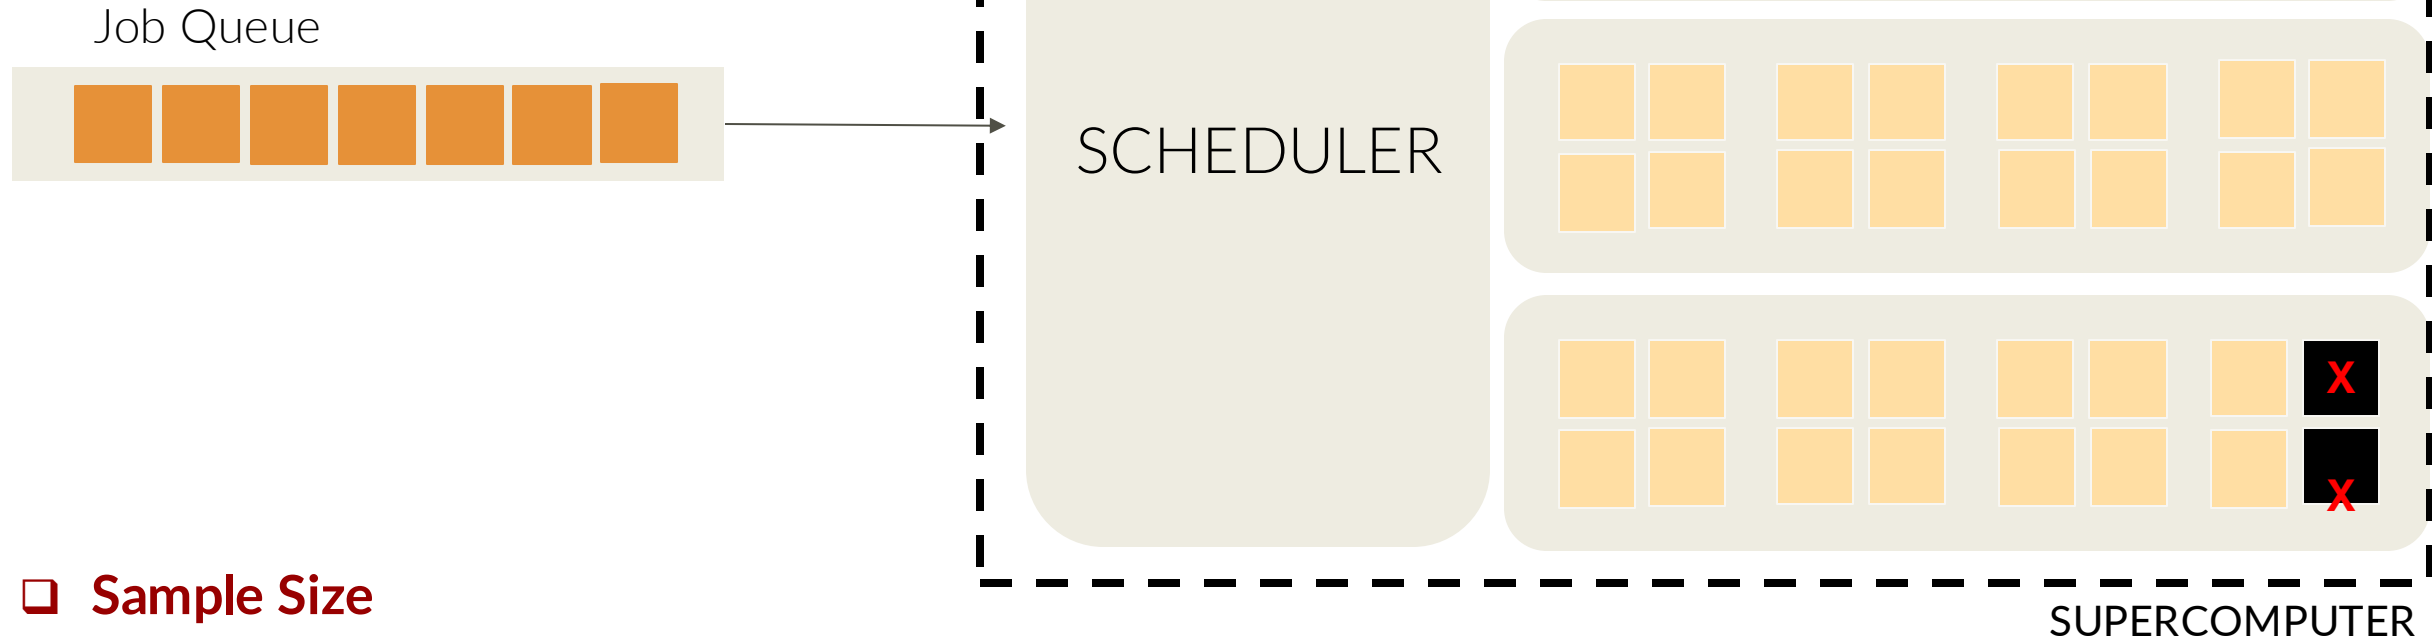 Job Queue
SCHEDULER
X
X
❑ Sample Size
SUPERCOMPUTER